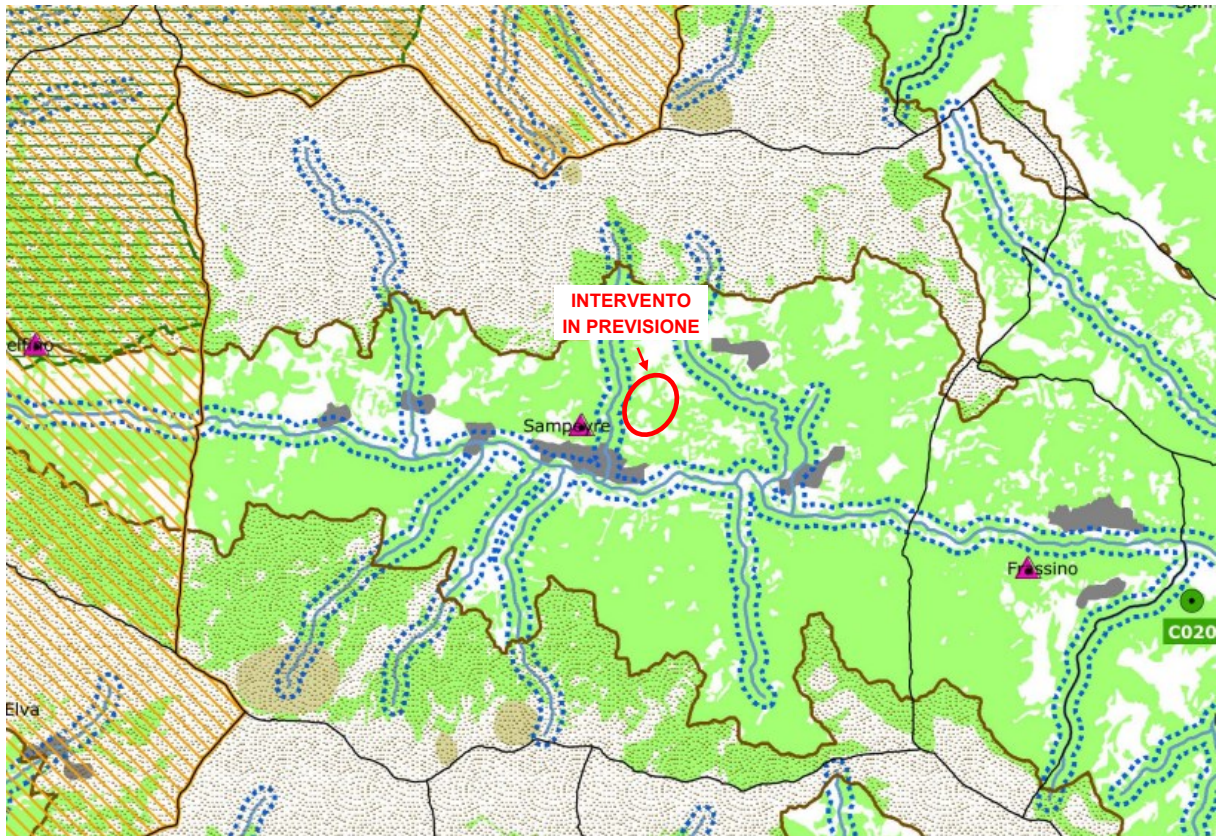 INTERVENTO
IN PREVISIONE
Sampeyre
Frassino
C020
Elva